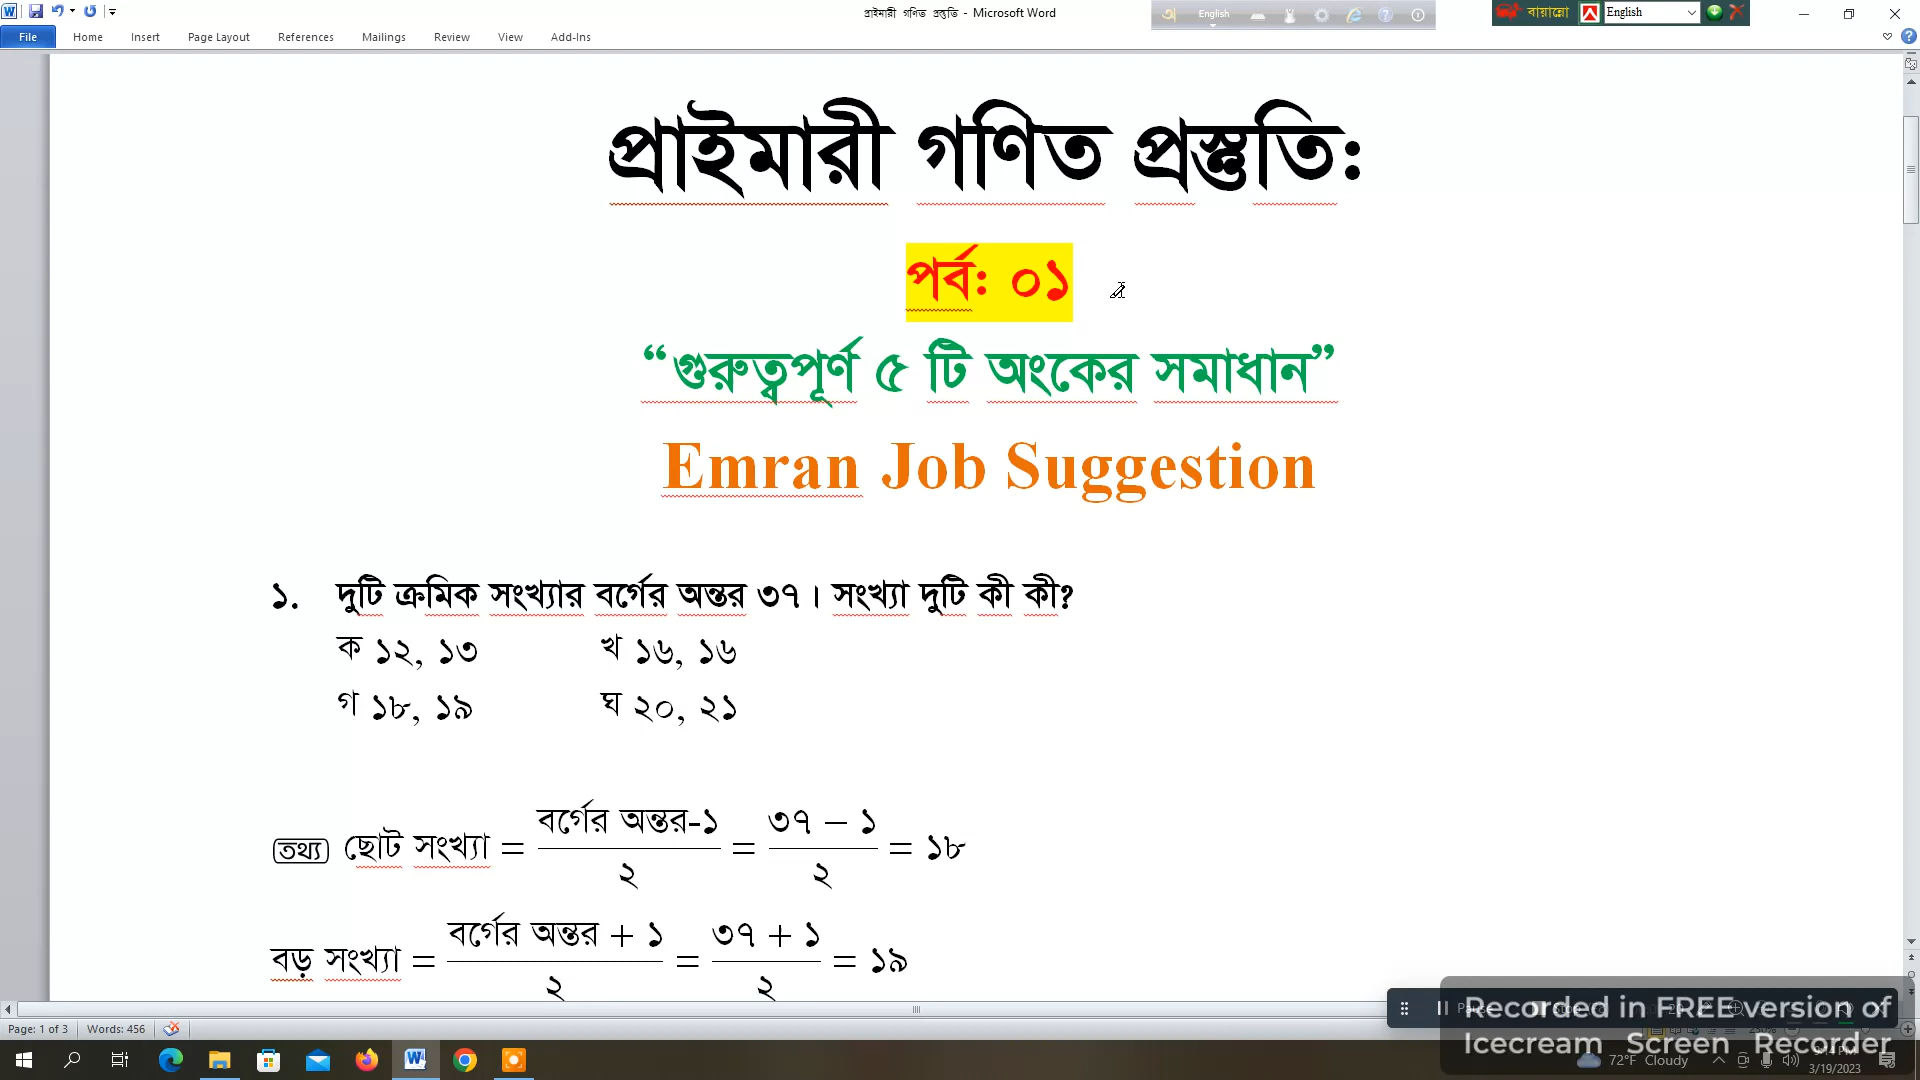 প্রাইমারী গণিত প্রস্তুতি - Microsoft Word
English
বায়ান্নো
English
File Home Insert Page Layout References Mailings Review View Add-Ins
প্রাইমারী গণিত প্রস্তুতি:
পর্ব: ০১
“গুরুত্বপূর্ণ ৫ টি অংকের সমাধান”
Emran Job Suggestion
১. দুটি ক্রমিক সংখ্যার বর্গের অন্তর ৩৭। সংখ্যা দুটি কী কী?
ক ১২, ১৩ খ ১৬, ১৬
গ ১৮, ১৯ ঘ ২০, ২১
তথ্য ছোট সংখ্যা = বর্গের অন্তর-১ / ২ = ৩৭ – ১ / ২ = ১৮
বড় সংখ্যা = বর্গের অন্তর + ১ / ২ = ৩৭ + ১ / ২ = ১৯
Recorded in FREE version of
Icecream Screen Recorder
Page: 1 of 3 Words: 456
72°F Cloudy
3/19/2023